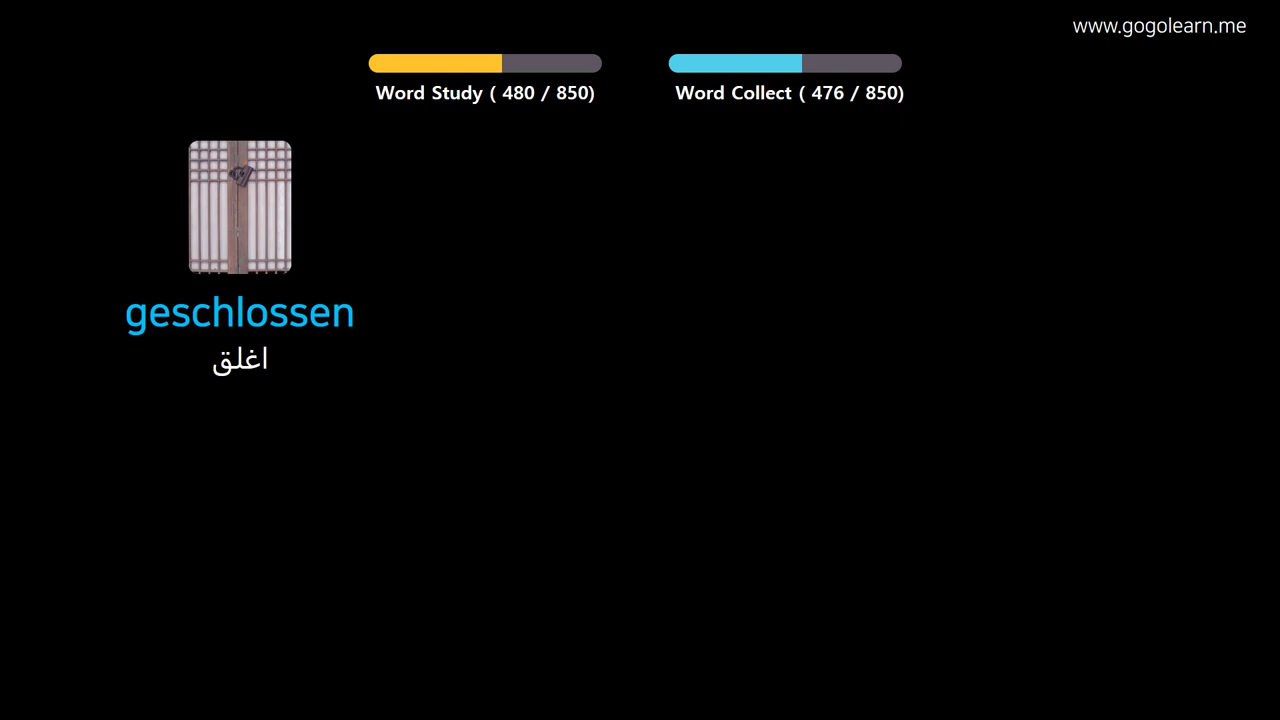 www.gogolearn.me
Word Study ( 480 / 850)
Word Collect ( 476 / 850)
geschlossen
اغلق